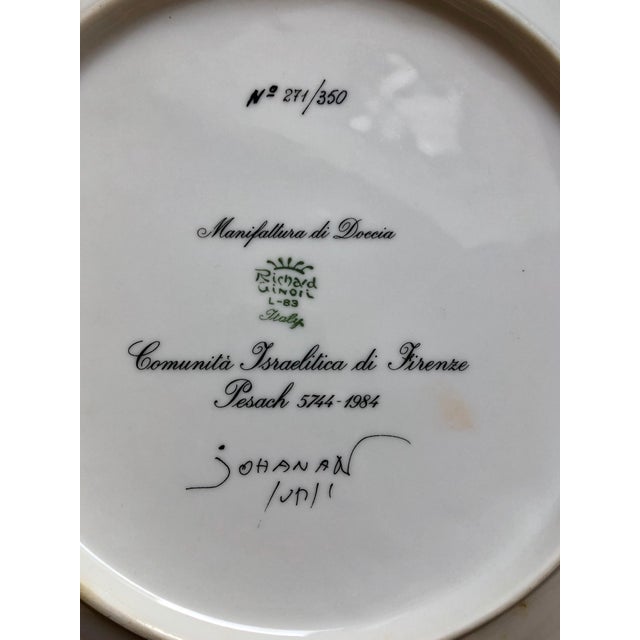 Nº 271/350
Manifattura di Doccia
Richard
Ginori
L-83
Italy
Comunità Israelitica di Firenze
Pesach 5744-1984
JOHANAN